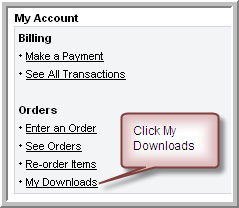 My Account
Billing
• Make a Payment
• See All Transactions
Orders
• Enter an Order
• See Orders
• Re-order Items
• My Downloads
Click My
Downloads